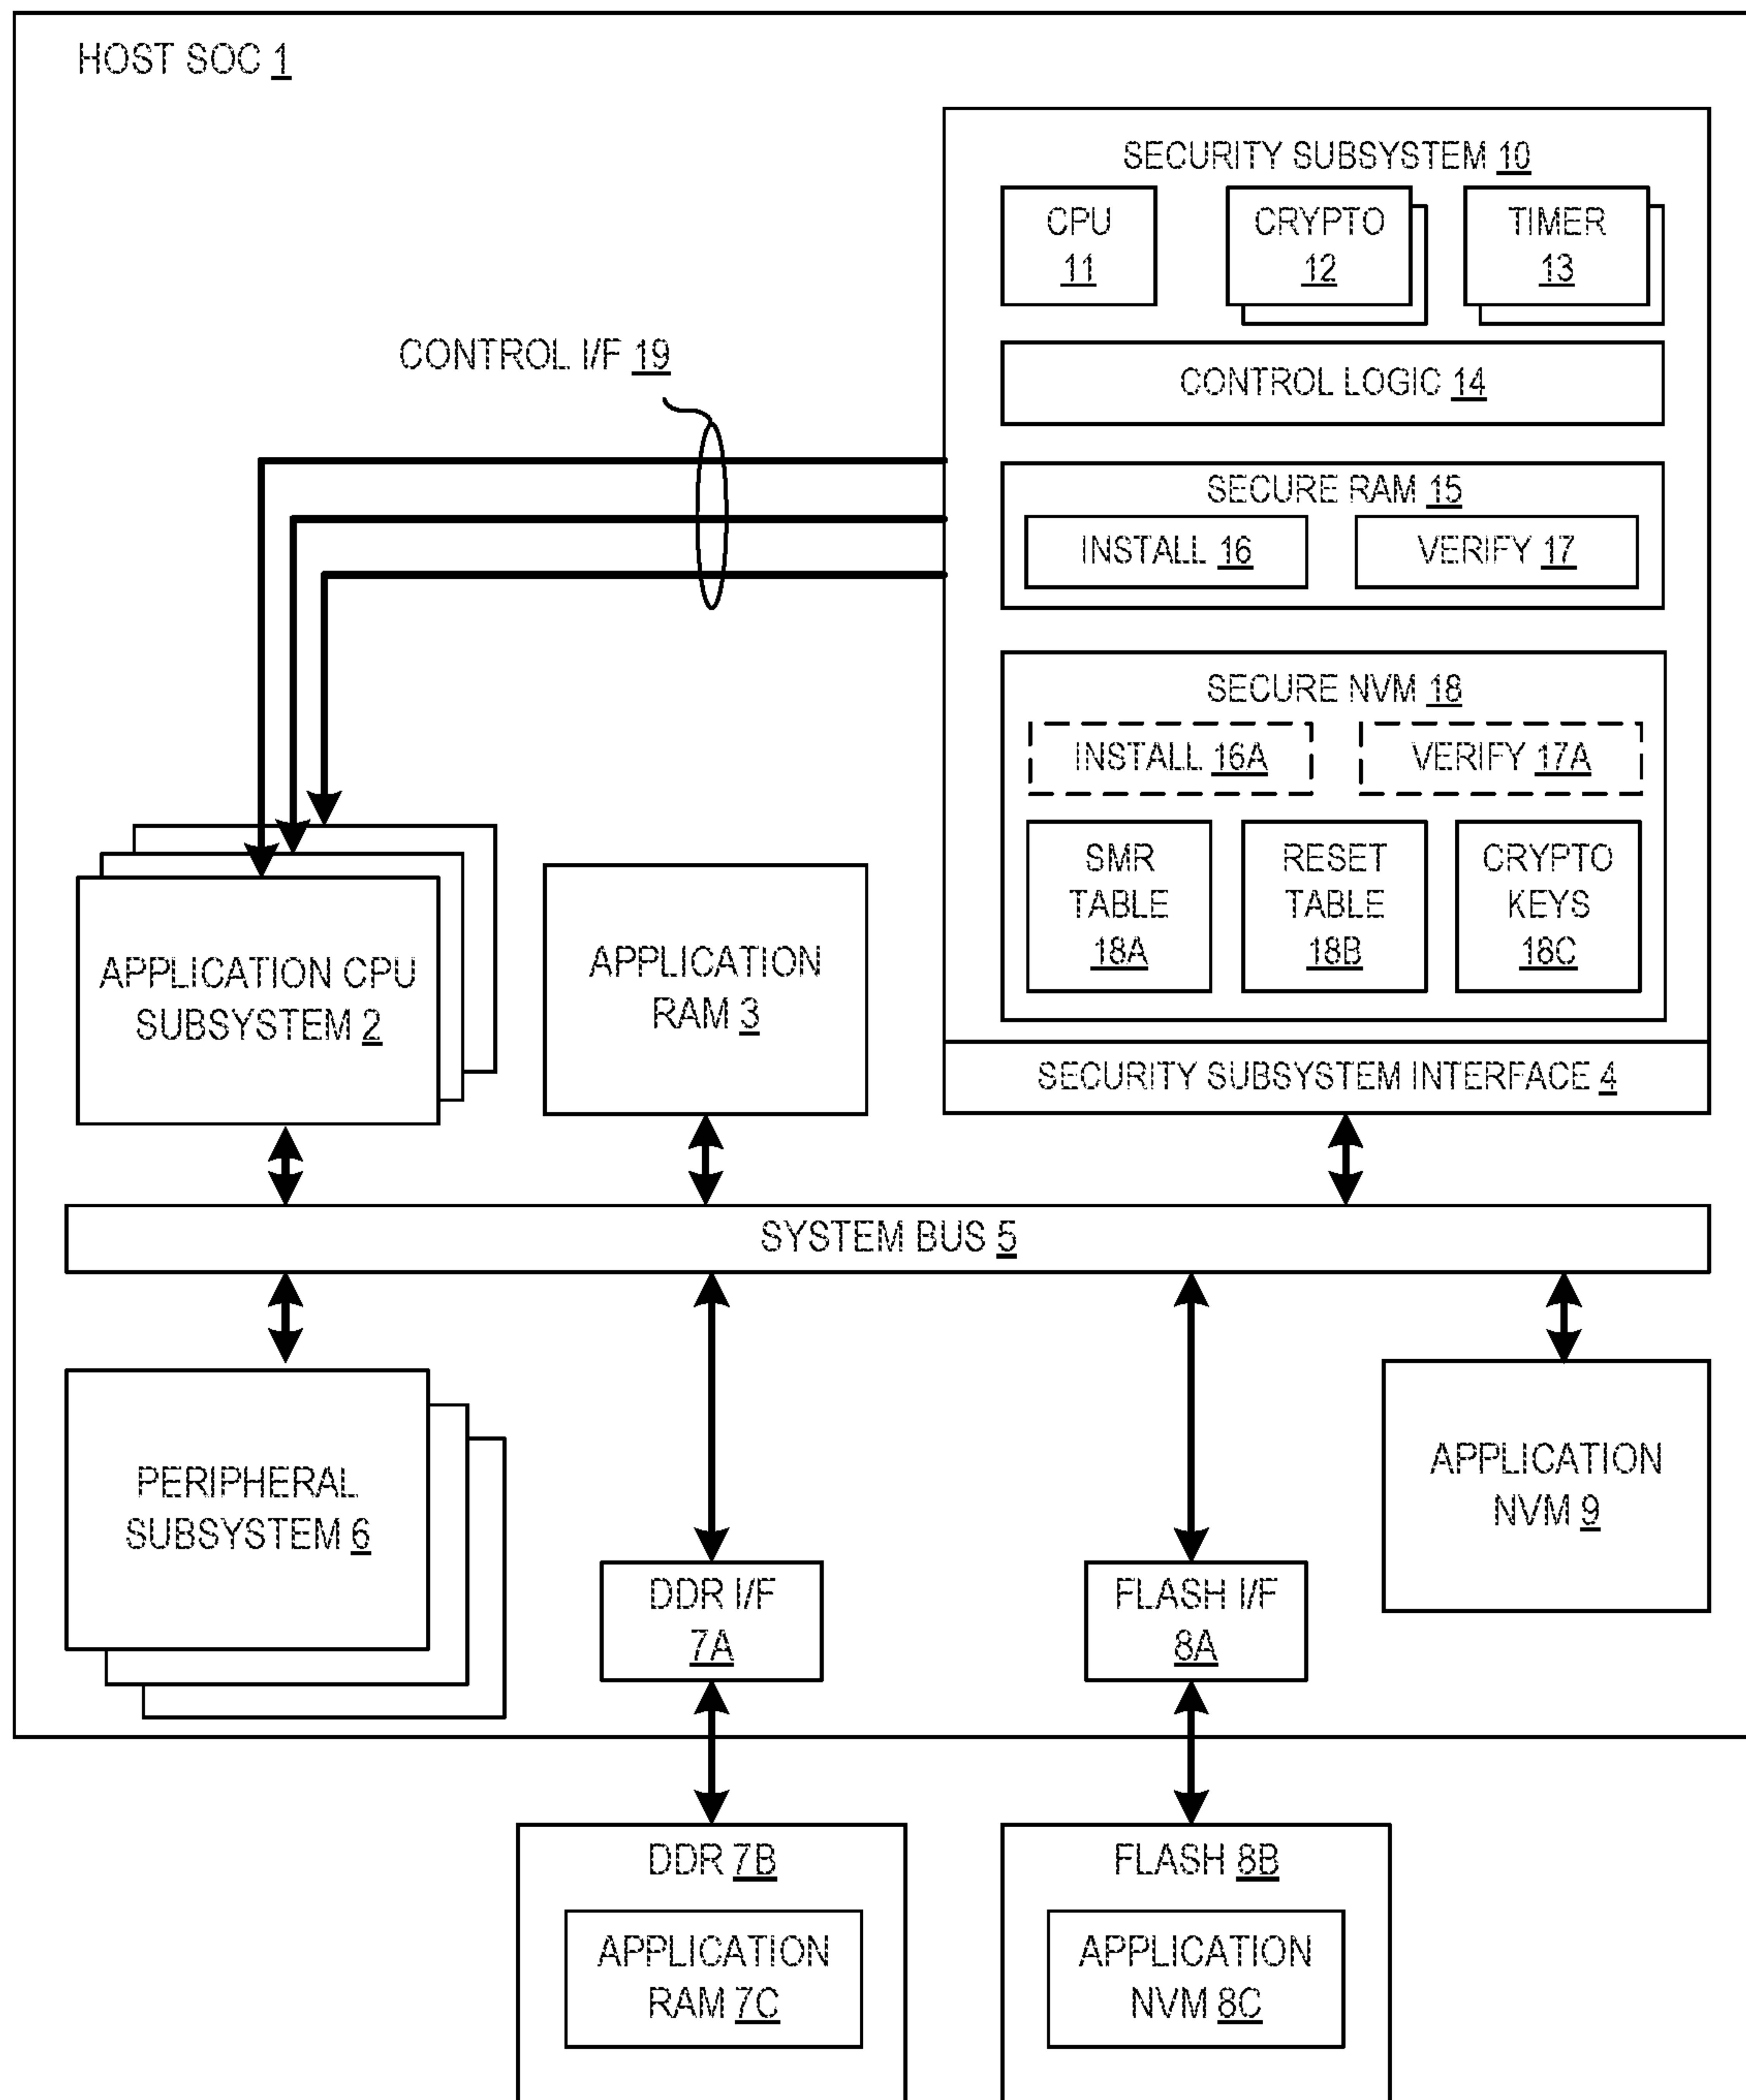 HOST SOC 1
SECURITY SUBSYSTEM 10
CPU
11
CRYPTO
12
TIMER
13
CONTROL I/F 19
CONTROL LOGIC 14
SECURE RAM 15
INSTALL 16
VERIFY 17
SECURE NVM 18
INSTALL 16A
VERIFY 17A
SMR
TABLE
18A
RESET
TABLE
18B
CRYPTO
KEYS
18C
APPLICATION CPU
SUBSYSTEM 2
APPLICATION
RAM 3
SECURITY SUBSYSTEM INTERFACE 4
SYSTEM BUS 5
PERIPHERAL
SUBSYSTEM 6
DDR I/F
7A
FLASH I/F
8A
APPLICATION
NVM 9
DDR 7B
APPLICATION
RAM 7C
FLASH 8B
APPLICATION
NVM 8C